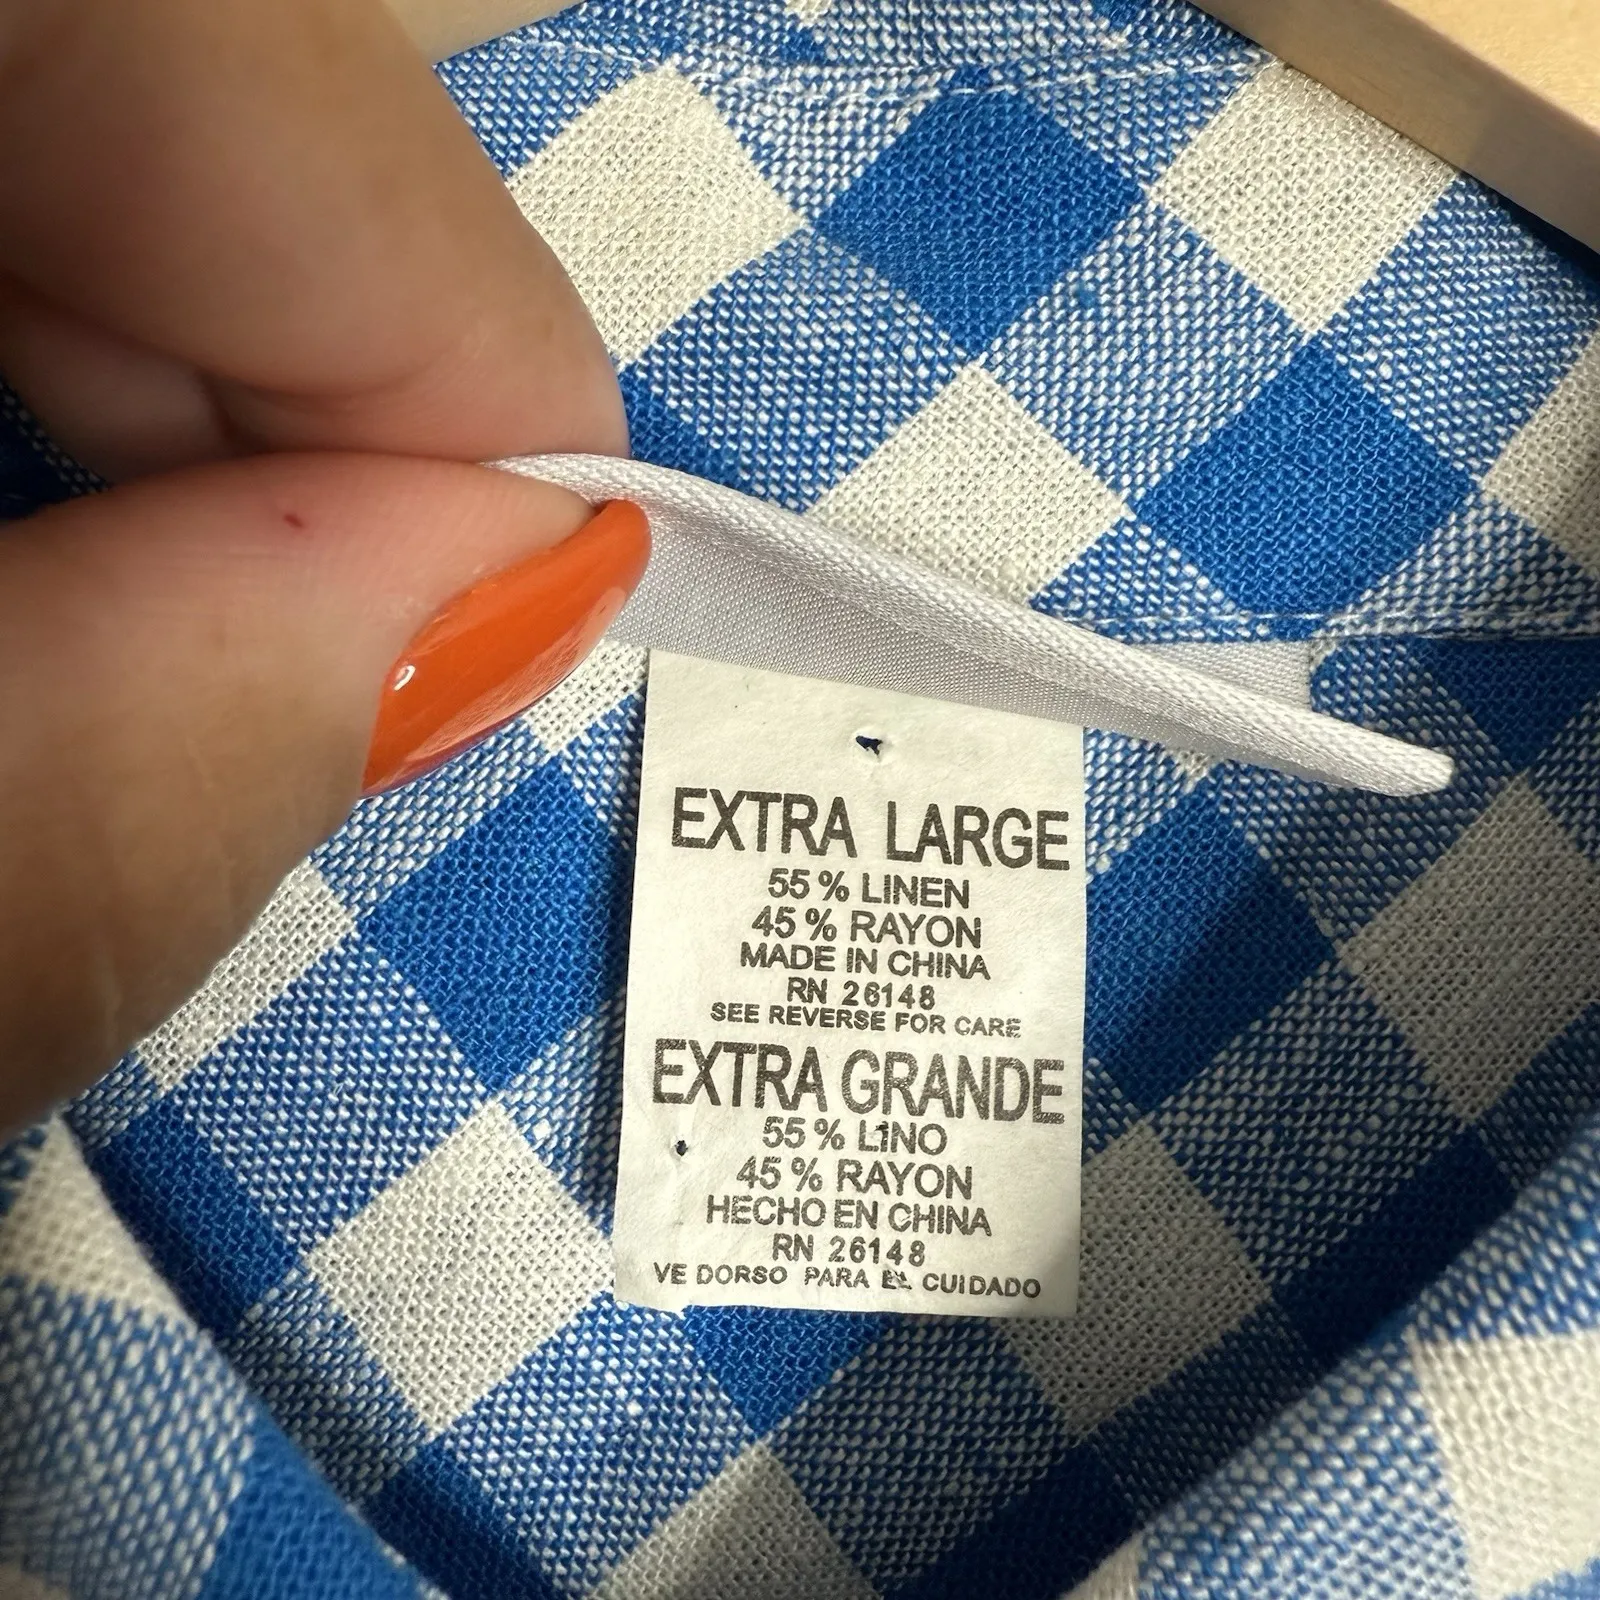 EXTRA LARGE
55% LINEN
45% RAYON
MADE IN CHINA
RN 26148
SEE REVERSE FOR CARE
EXTRA GRANDE
55% LINO
45% RAYON
HECHO EN CHINA
RN 26148
VE DORSO PARA EL CUIDADO